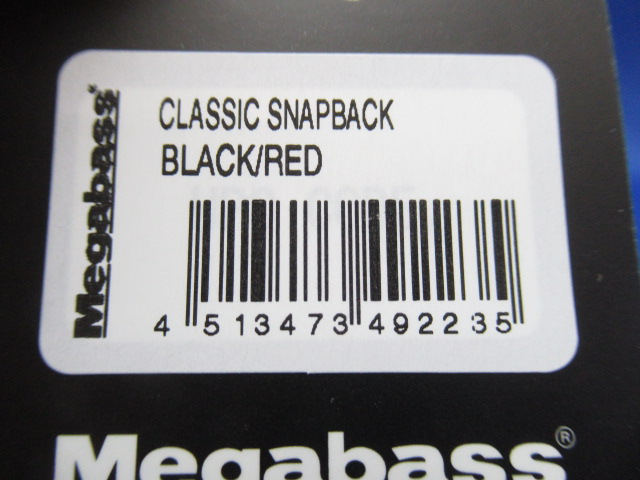 Megabass
CLASSIC SNAPBACK
BLACK/RED
4 513473 492235
Megabass®